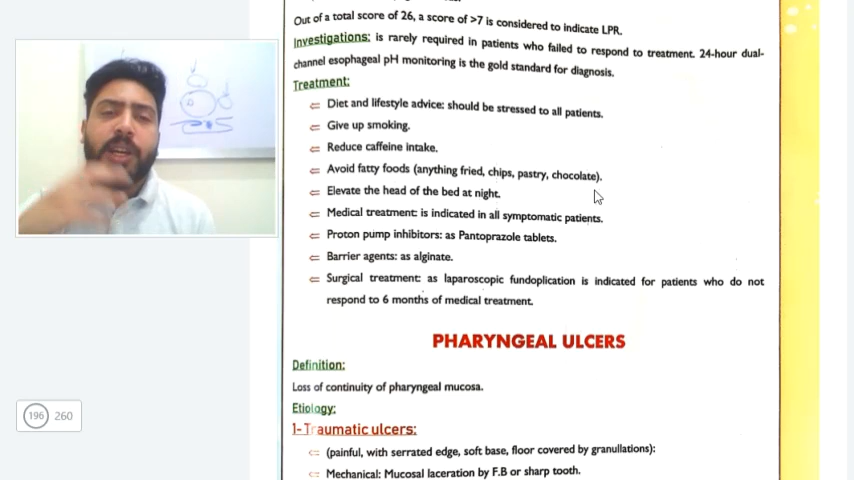 Out of a total score of 26, a score of >7 is considered to indicate LPR.
Investigations: is rarely required in patients who failed to respond to treatment. 24-hour dual-
channel esophageal pH monitoring is the gold standard for diagnosis.
Treatment:
⇐ Diet and lifestyle advice: should be stressed to all patients.
⇐ Give up smoking.
⇐ Reduce caffeine intake.
⇐ Avoid fatty foods (anything fried, chips, pastry, chocolate).
⇐ Elevate the head of the bed at night.
⇐ Medical treatment: is indicated in all symptomatic patients.
⇐ Proton pump inhibitors: as Pantoprazole tablets.
⇐ Barrier agents: as alginate.
⇐ Surgical treatment: as laparoscopic fundoplication is indicated for patients who do not
respond to 6 months of medical treatment.
PHARYNGEAL ULCERS
Definition:
Loss of continuity of pharyngeal mucosa.
Etiology:
1-Traumatic ulcers:
⇐ (painful, with serrated edge, soft base, floor covered by granullations):
⇐ Mechanical: Mucosal laceration by F.B or sharp tooth.
196 260